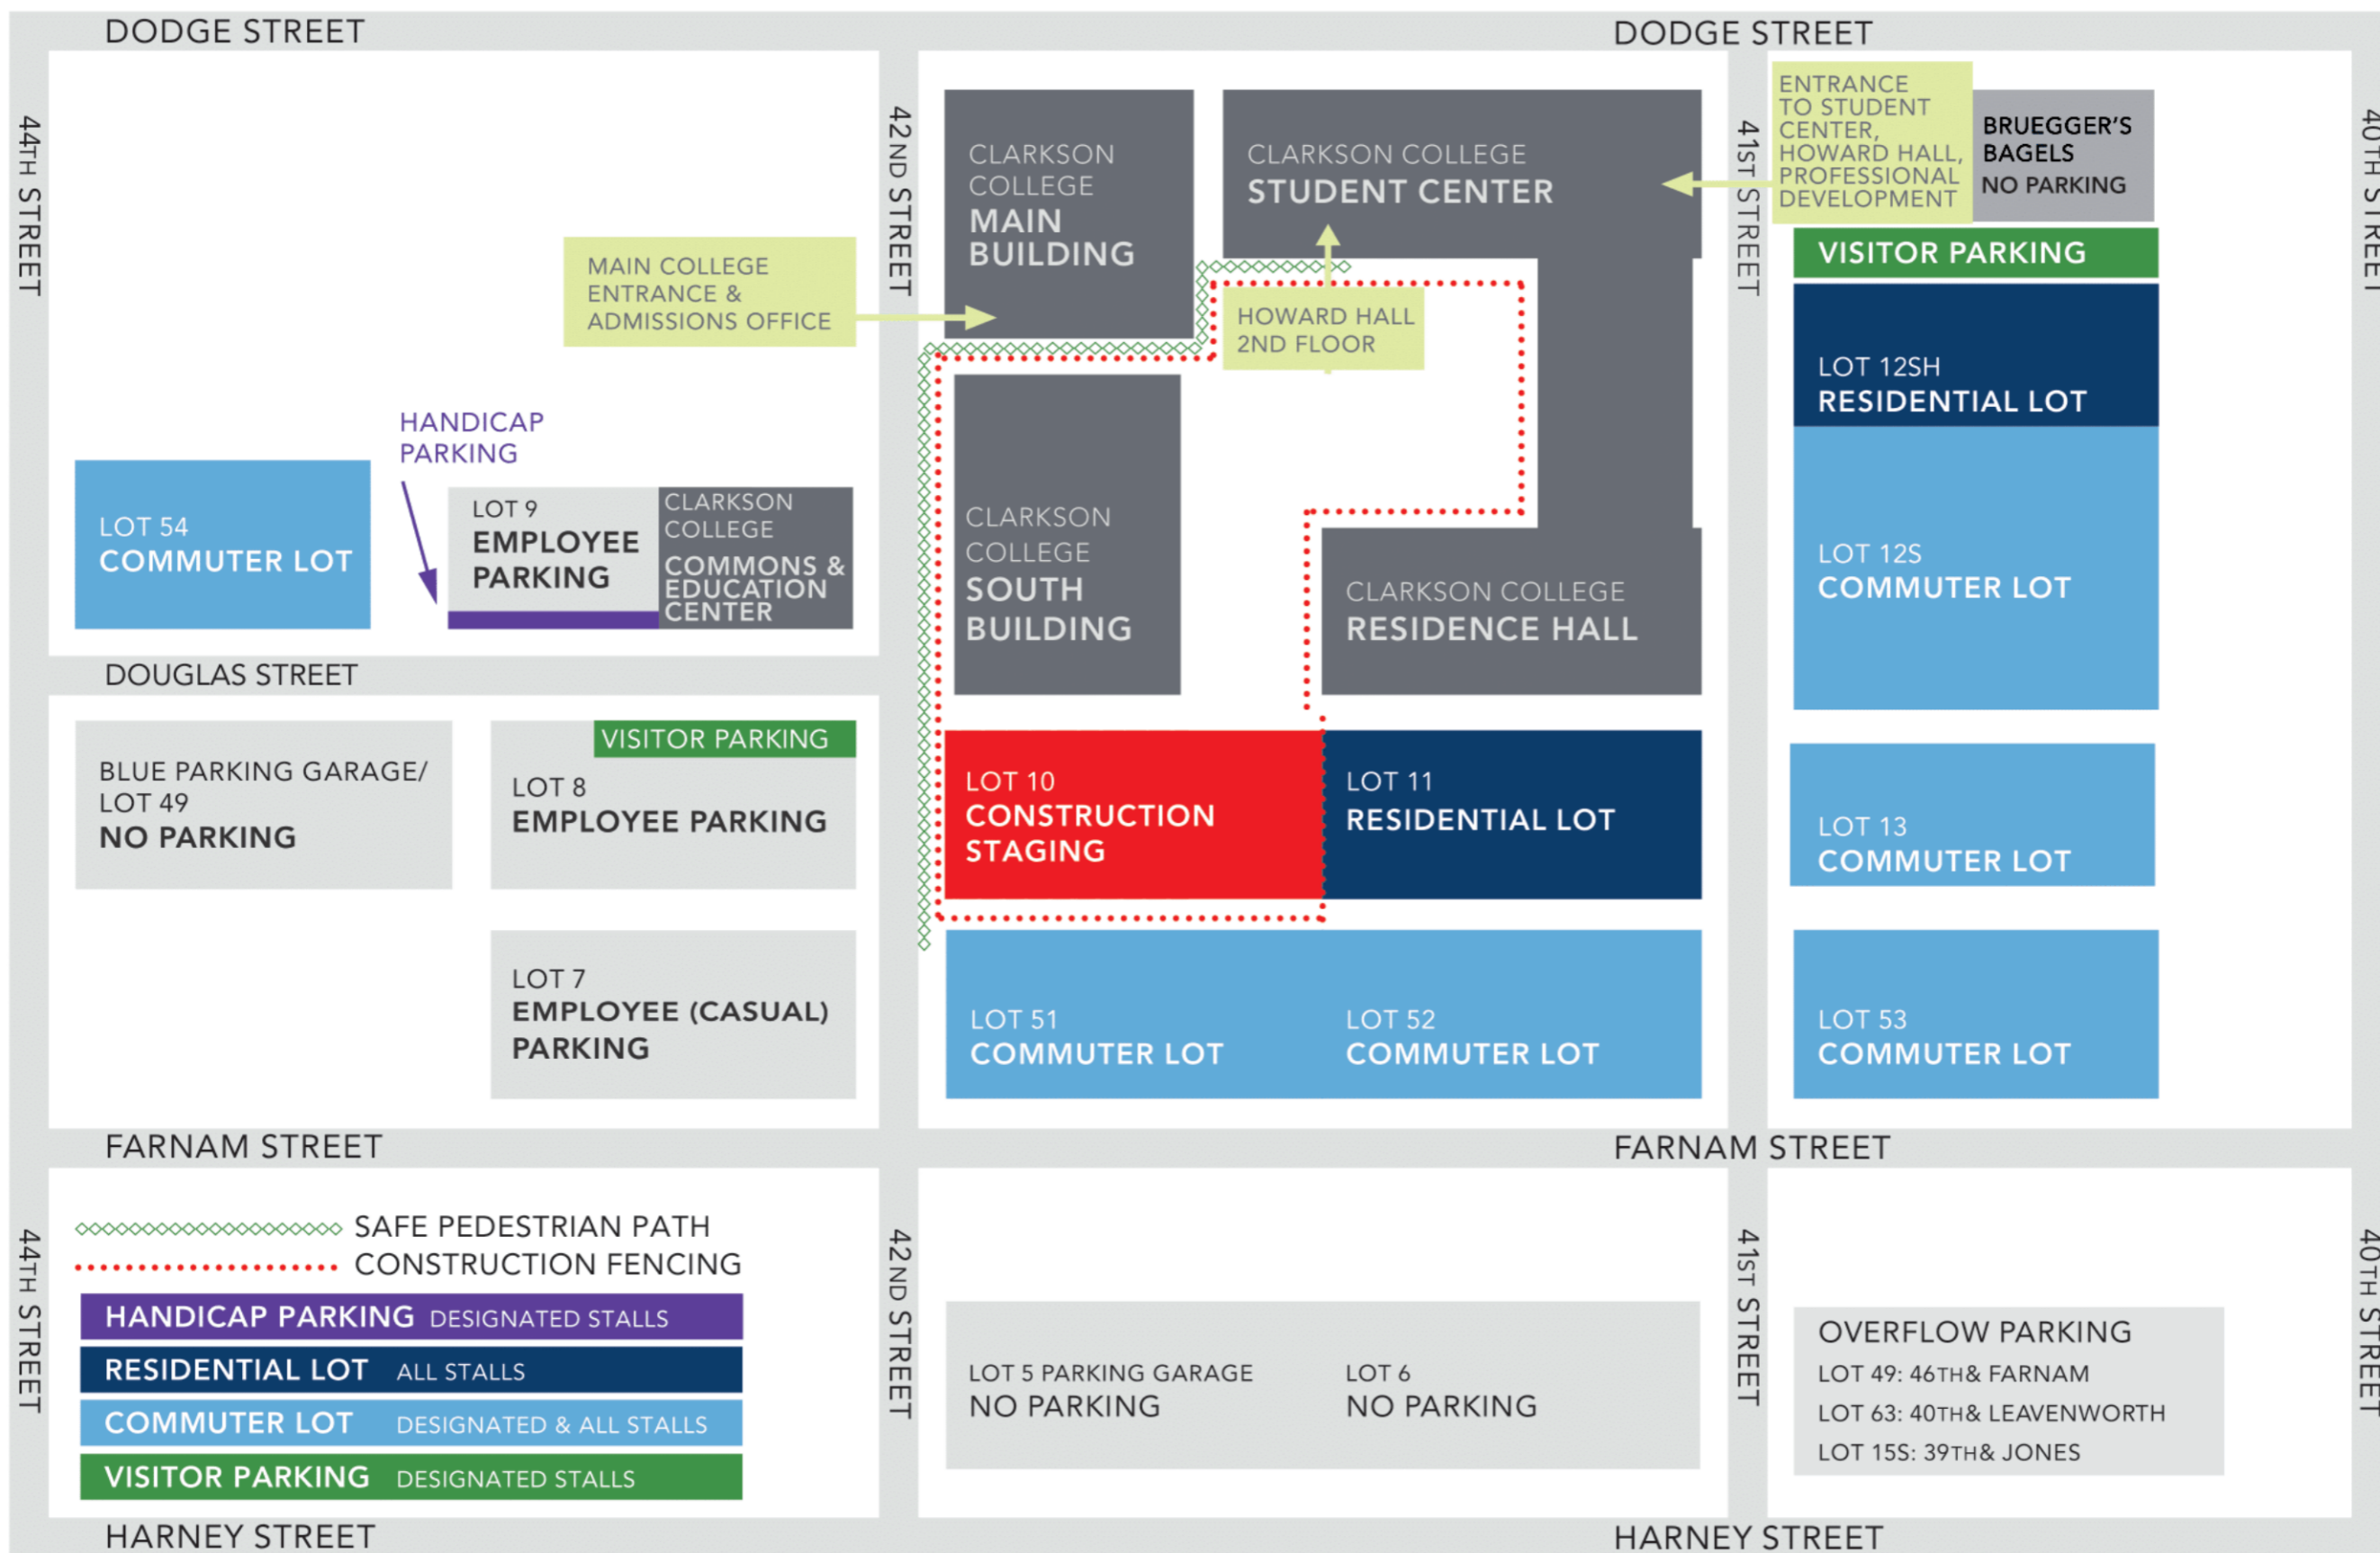 DODGE STREET
DODGE STREET
44TH STREET
42ND STREET
41ST STREET
40TH STREET
CLARKSON
COLLEGE
MAIN
BUILDING
CLARKSON COLLEGE
STUDENT CENTER
ENTRANCE
TO STUDENT
CENTER,
HOWARD HALL,
PROFESSIONAL
DEVELOPMENT
BRUEGGER'S
BAGELS
NO PARKING
VISITOR PARKING
MAIN COLLEGE
ENTRANCE &
ADMISSIONS OFFICE
HOWARD HALL
2ND FLOOR
LOT 12SH
RESIDENTIAL LOT
HANDICAP
PARKING
LOT 54
COMMUTER LOT
LOT 9
EMPLOYEE
PARKING
CLARKSON
COLLEGE
COMMONS &
EDUCATION
CENTER
CLARKSON
COLLEGE
SOUTH
BUILDING
CLARKSON COLLEGE
RESIDENCE HALL
LOT 12S
COMMUTER LOT
DOUGLAS STREET
BLUE PARKING GARAGE/
LOT 49
NO PARKING
VISITOR PARKING
LOT 8
EMPLOYEE PARKING
LOT 10
CONSTRUCTION
STAGING
LOT 11
RESIDENTIAL LOT
LOT 13
COMMUTER LOT
LOT 7
EMPLOYEE (CASUAL)
PARKING
LOT 51
COMMUTER LOT
LOT 52
COMMUTER LOT
LOT 53
COMMUTER LOT
FARNAM STREET
FARNAM STREET
44TH STREET
42ND STREET
41ST STREET
40TH STREET
SAFE PEDESTRIAN PATH
CONSTRUCTION FENCING
HANDICAP PARKING DESIGNATED STALLS
RESIDENTIAL LOT ALL STALLS
COMMUTER LOT DESIGNATED & ALL STALLS
VISITOR PARKING DESIGNATED STALLS
LOT 5 PARKING GARAGE
NO PARKING
LOT 6
NO PARKING
OVERFLOW PARKING
LOT 49: 46TH& FARNAM
LOT 63: 40TH& LEAVENWORTH
LOT 15S: 39TH& JONES
HARNEY STREET
HARNEY STREET